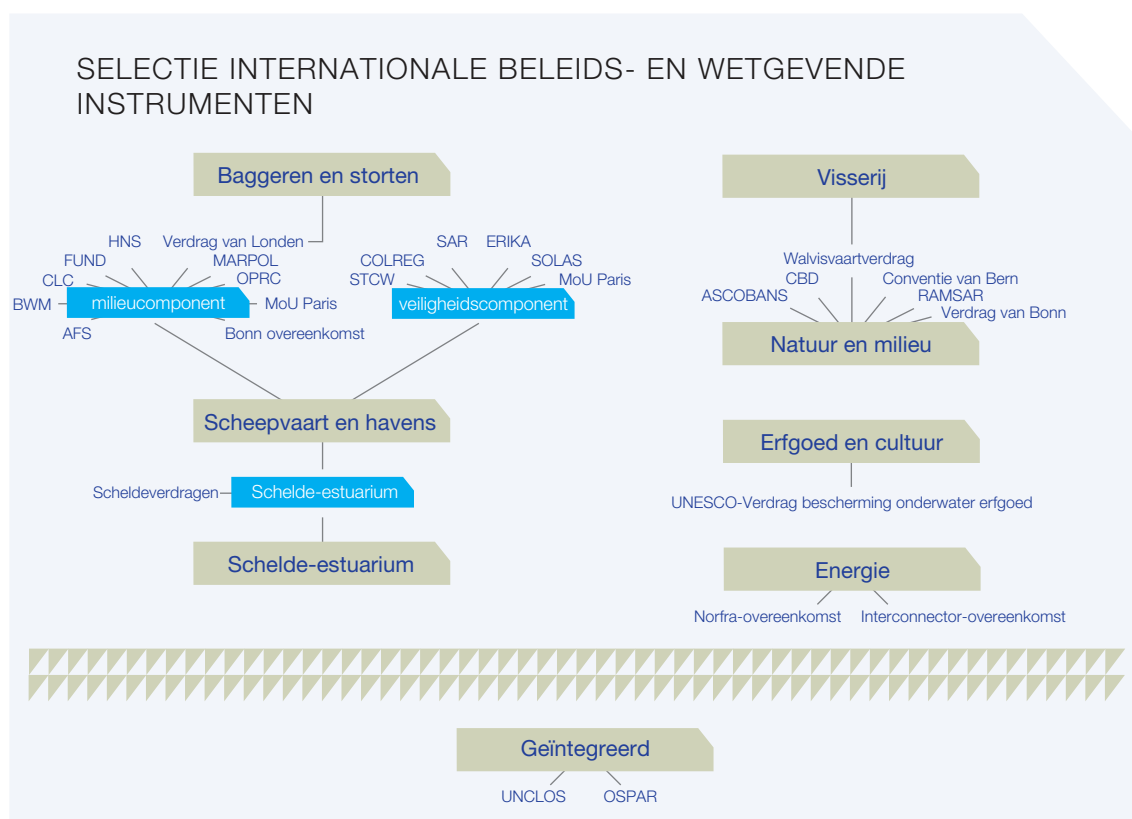 SELECTIE INTERNATIONALE BELEIDS- EN WETGEVENDE
INSTRUMENTEN
Baggeren en storten
HNS
Verdrag van Londen
FUND
MARPOL
CLC
OPRC
BWM
milieucomponent
MoU Paris
AFS
Bonn overeenkomst
SAR
ERIKA
COLREG
SOLAS
STCW
MoU Paris
veiligheidscomponent
Scheepvaart en havens
Scheldeverdragen
Schelde-estuarium
Schelde-estuarium
Visserij
Walvisvaartverdrag
CBD
Conventie van Bern
ASCOBANS
RAMSAR
Verdrag van Bonn
Natuur en milieu
Erfgoed en cultuur
UNESCO-Verdrag bescherming onderwater erfgoed
Energie
Norfra-overeenkomst
Interconnector-overeenkomst
Geïntegreerd
UNCLOS
OSPAR